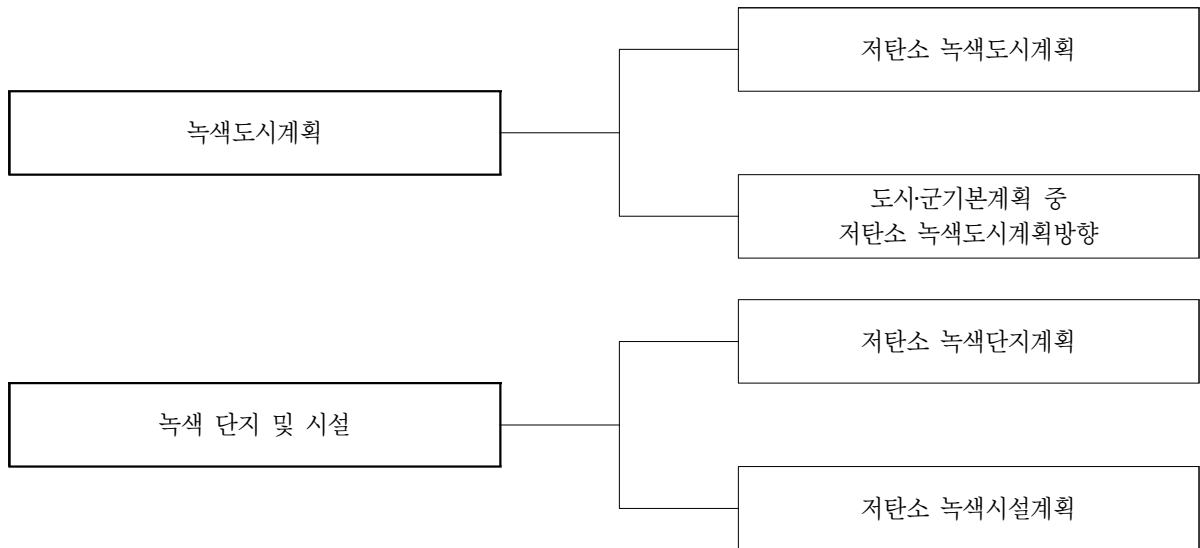 저탄소 녹색도시계획
녹색도시계획
도시·군기본계획 중
저탄소 녹색도시계획방향
저탄소 녹색단지계획
녹색 단지 및 시설
저탄소 녹색시설계획